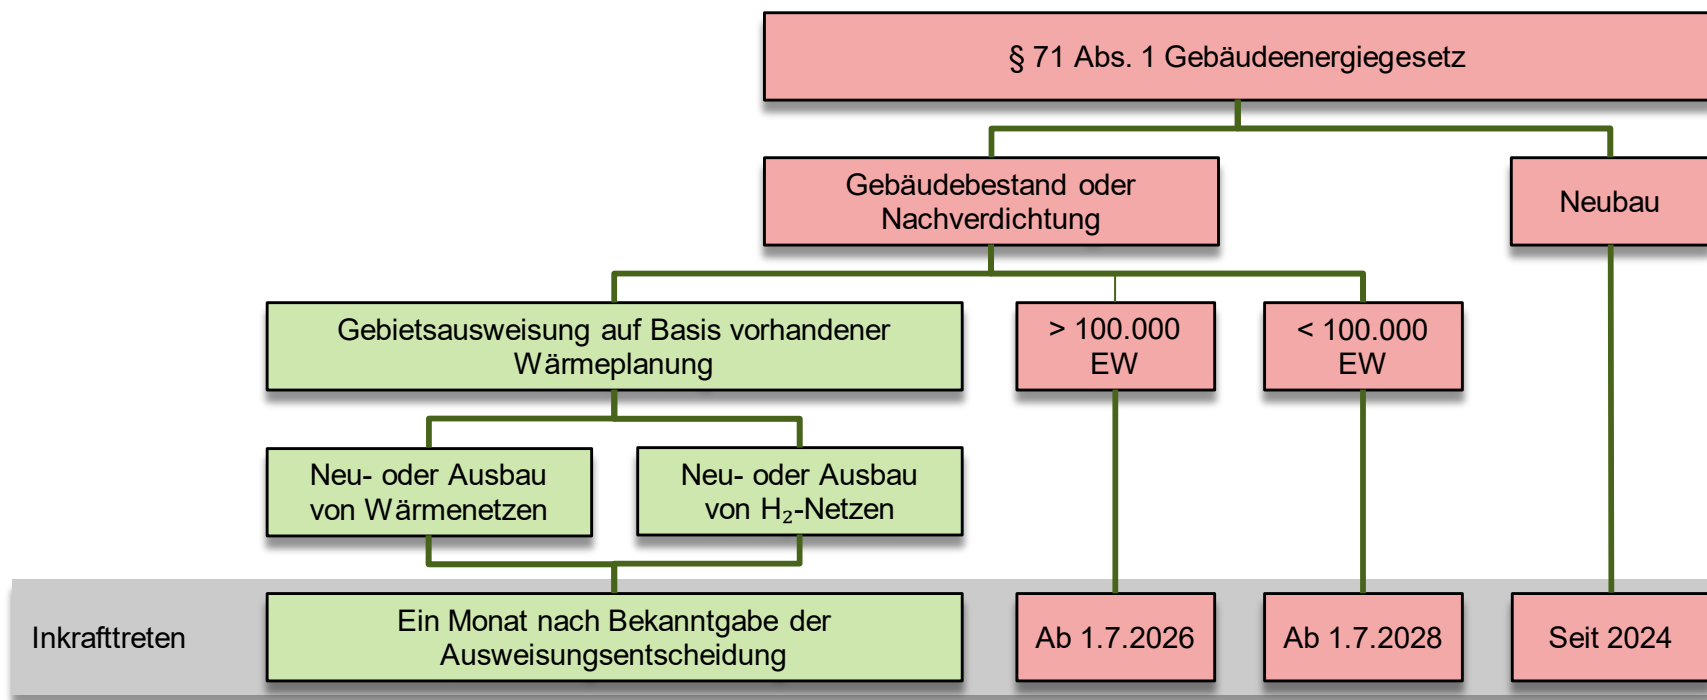 § 71 Abs. 1 Gebäudeenergiegesetz
Gebäudebestand oder
Nachverdichtung
Neubau
Gebietsausweisung auf Basis vorhandener
Wärmeplanung
> 100.000
EW
< 100.000
EW
Neu- oder Ausbau
von Wärmenetzen
Neu- oder Ausbau
von H₂-Netzen
Inkrafttreten
Ein Monat nach Bekanntgabe der
Ausweisungsentscheidung
Ab 1.7.2026
Ab 1.7.2028
Seit 2024